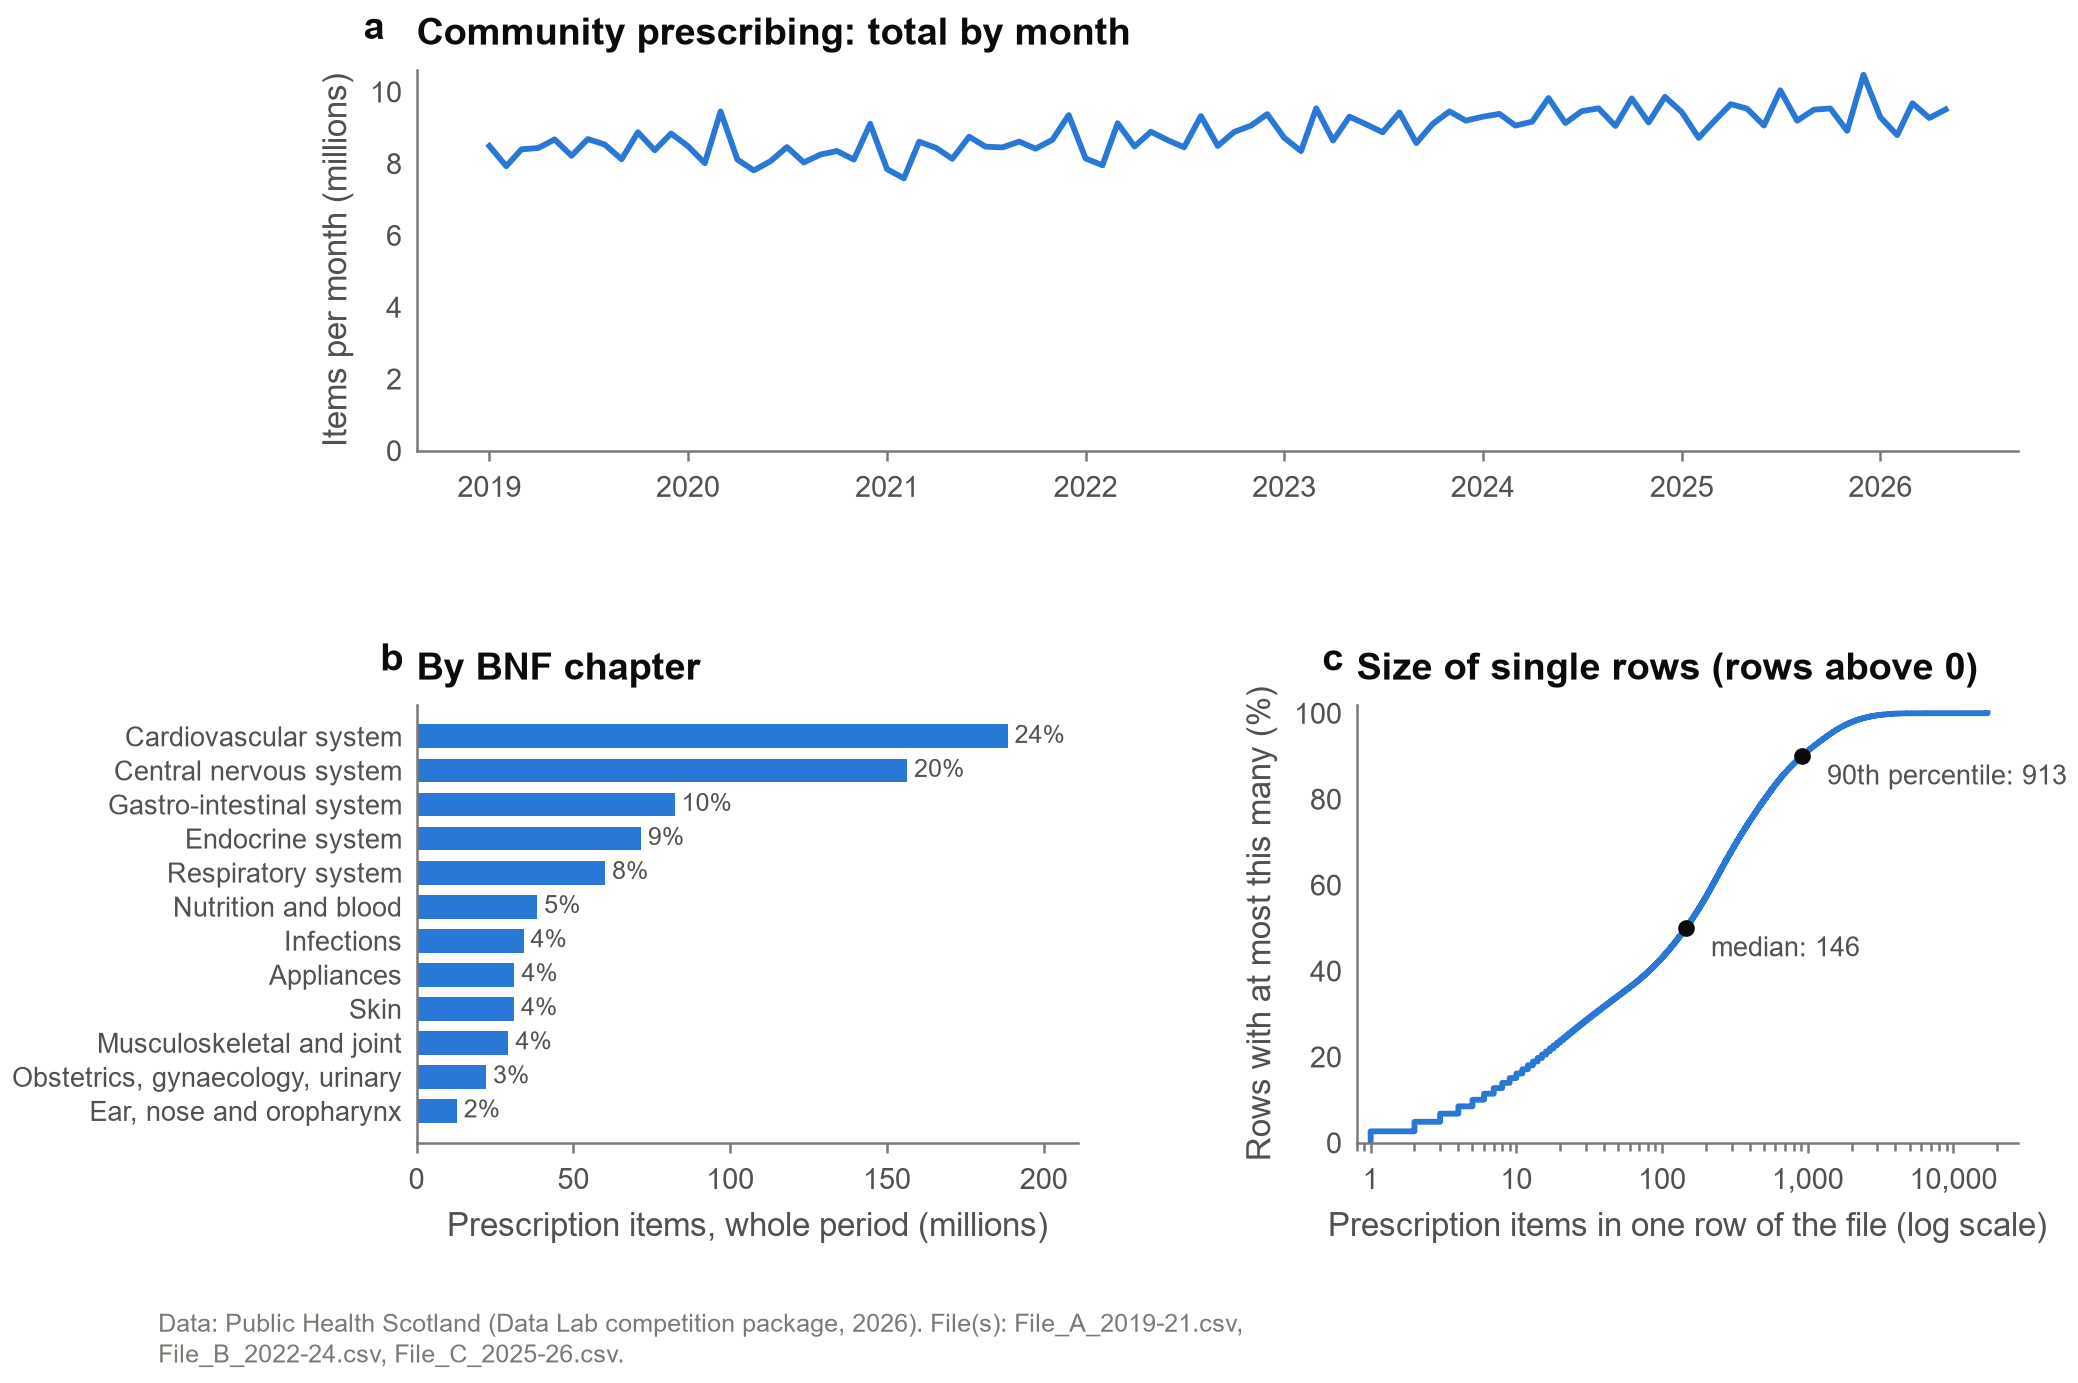 a Community prescribing: total by month
Items per month (millions)
10
8
6
4
2
0
2019 2020 2021 2022 2023 2024 2025 2026
b By BNF chapter
Cardiovascular system 24%
Central nervous system 20%
Gastro-intestinal system 10%
Endocrine system 9%
Respiratory system 8%
Nutrition and blood 5%
Infections 4%
Appliances 4%
Skin 4%
Musculoskeletal and joint 4%
Obstetrics, gynaecology, urinary 3%
Ear, nose and oropharynx 2%
0 50 100 150 200
Prescription items, whole period (millions)
c Size of single rows (rows above 0)
Rows with at most this many (%)
100
80
60
40
20
0
90th percentile: 913
median: 146
1 10 100 1,000 10,000
Prescription items in one row of the file (log scale)
Data: Public Health Scotland (Data Lab competition package, 2026). File(s): File_A_2019-21.csv,
File_B_2022-24.csv, File_C_2025-26.csv.